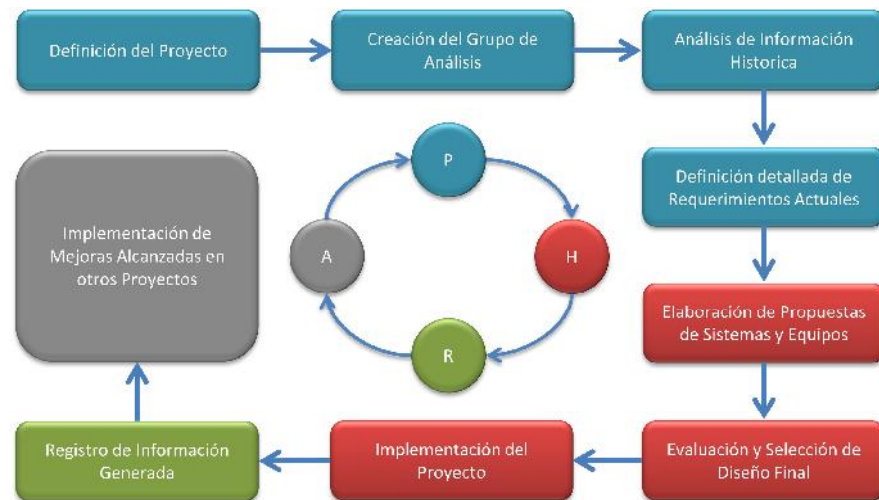 Definición del Proyecto
Creación del Grupo de
Análisis
Análisis de Información
Historica
Definición detallada de
Requerimientos Actuales
Elaboración de Propuestas
de Sistemas y Equipos
Evaluación y Selección de
Diseño Final
Implementación del
Proyecto
Registro de Información
Generada
Implementación de
Mejoras Alcanzadas en
otros Proyectos
P
H
R
A